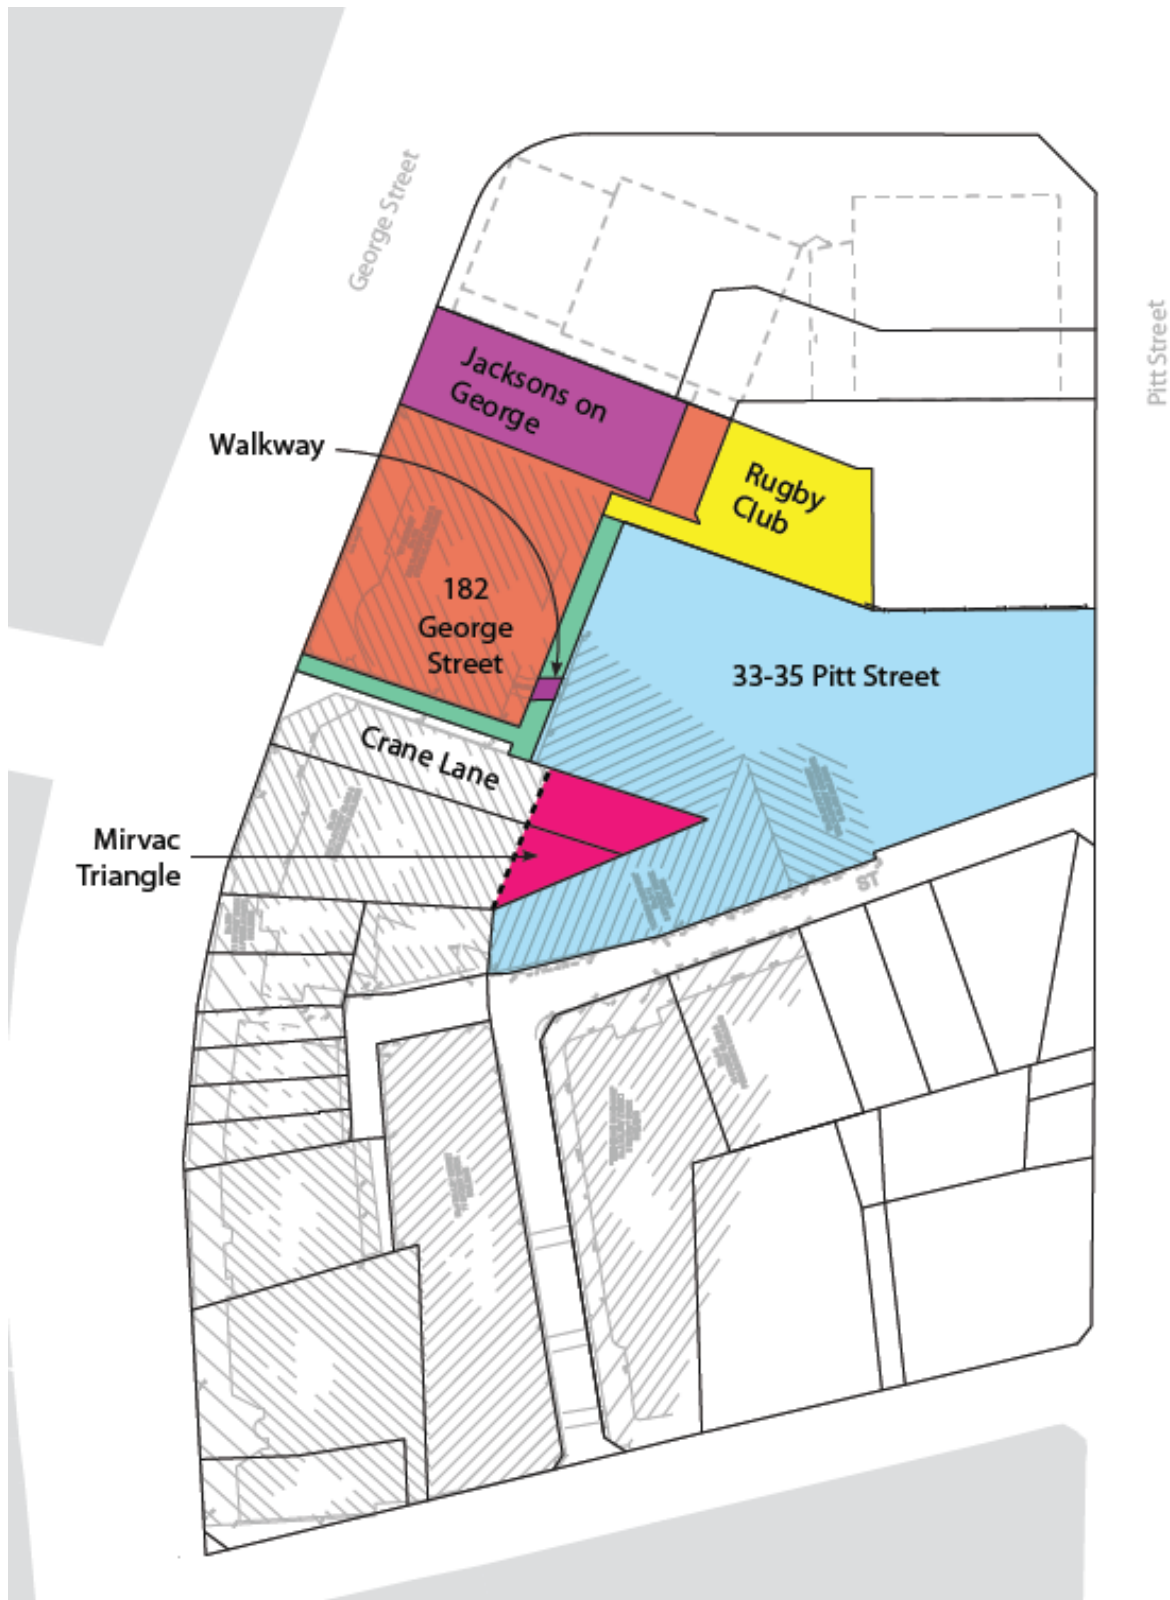 George Street
Pitt Street
Jacksons on
George
Walkway
Rugby
Club
182
George
Street
33-35 Pitt Street
Crane Lane
Mirvac
Triangle
ST